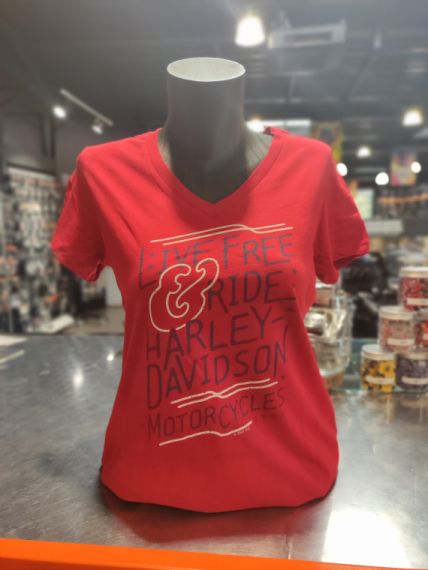 LIVE FREE
& RIDE!
HARLEY-
DAVIDSON
MOTORCYCLES